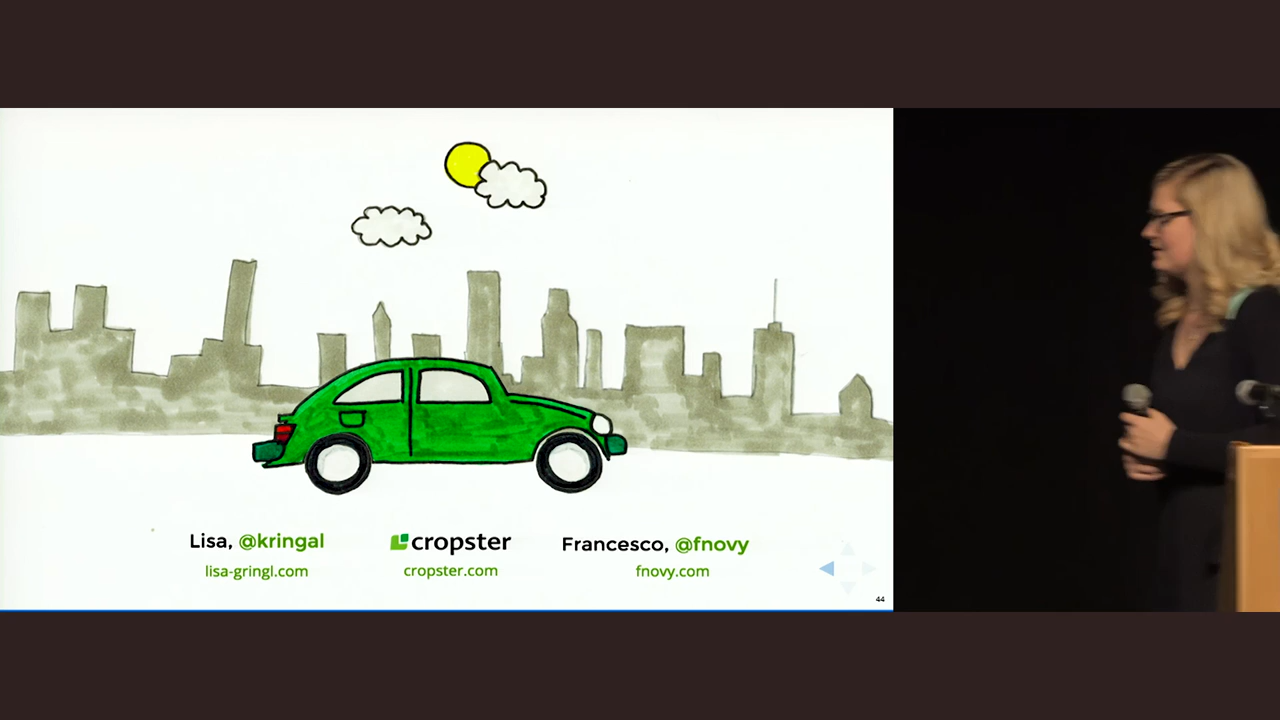 Lisa, @kringal
lisa-gringl.com
cropster
cropster.com
Francesco, @fnovy
fnovy.com
44